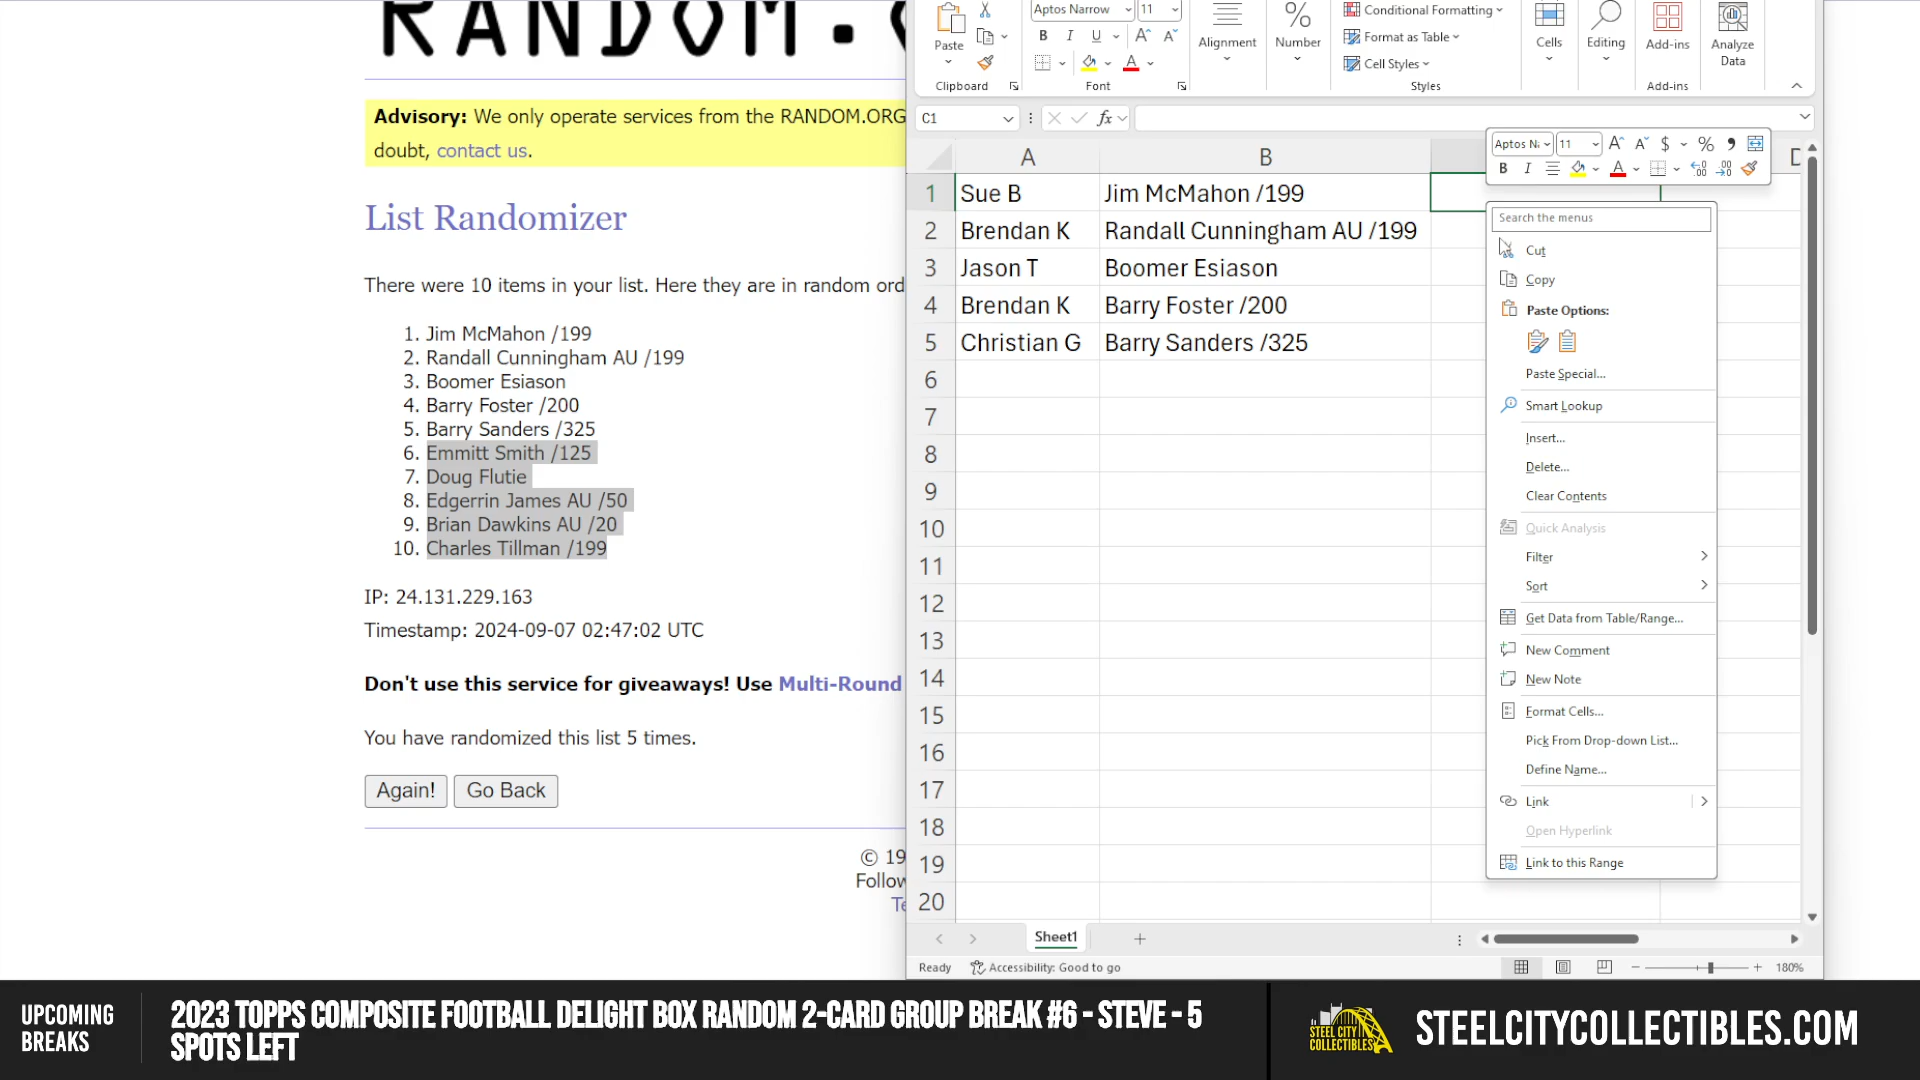 Advisory: We only operate services from the RANDOM.ORG
doubt, contact us.
List Randomizer
There were 10 items in your list. Here they are in random ord
1. Jim McMahon /199
2. Randall Cunningham AU /199
3. Boomer Esiason
4. Barry Foster /200
5. Barry Sanders /325
6. Emmitt Smith /125
7. Doug Flutie
8. Edgerrin James AU /50
9. Brian Dawkins AU /20
10. Charles Tillman /199
IP: 24.131.229.163
Timestamp: 2024-09-07 02:47:02 UTC
Don't use this service for giveaways! Use Multi-Round
You have randomized this list 5 times.
Again! Go Back
© 19
Follow
Te
Paste
Clipboard
Aptos Narrow 11
B I U A A
A
Font
Alignment
%
Number
Conditional Formatting
Format as Table
Cell Styles
Styles
Cells
Editing
Add-ins
Add-ins
Analyze
Data
C1
fx
A B D
1 Sue B Jim McMahon /199
2 Brendan K Randall Cunningham AU /199
3 Jason T Boomer Esiason
4 Brendan K Barry Foster /200
5 Christian G Barry Sanders /325
6
7
8
9
10
11
12
13
14
15
16
17
18
19
20
Aptos Na 11 A A $ % ,
B I A
Search the menus
Cut
Copy
Paste Options:
Paste Special...
Smart Lookup
Insert...
Delete...
Clear Contents
Quick Analysis
Filter
Sort
Get Data from Table/Range...
New Comment
New Note
Format Cells...
Pick From Drop-down List...
Define Name...
Link
Open Hyperlink
Link to this Range
Sheet1
Ready Accessibility: Good to go
180%
UPCOMING
BREAKS
2023 TOPPS COMPOSITE FOOTBALL DELIGHT BOX RANDOM 2-CARD GROUP BREAK #6 - STEVE - 5
SPOTS LEFT
STEEL CITY
COLLECTIBLES
STEELCITYCOLLECTIBLES.COM